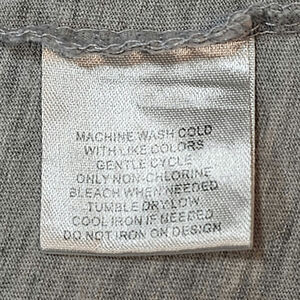 MACHINE WASH COLD
WITH LIKE COLORS
GENTLE CYCLE
ONLY NON-CHLORINE
BLEACH WHEN NEEDED
TUMBLE DRY LOW
COOL IRON IF NEEDED
DO NOT IRON ON DESIGN